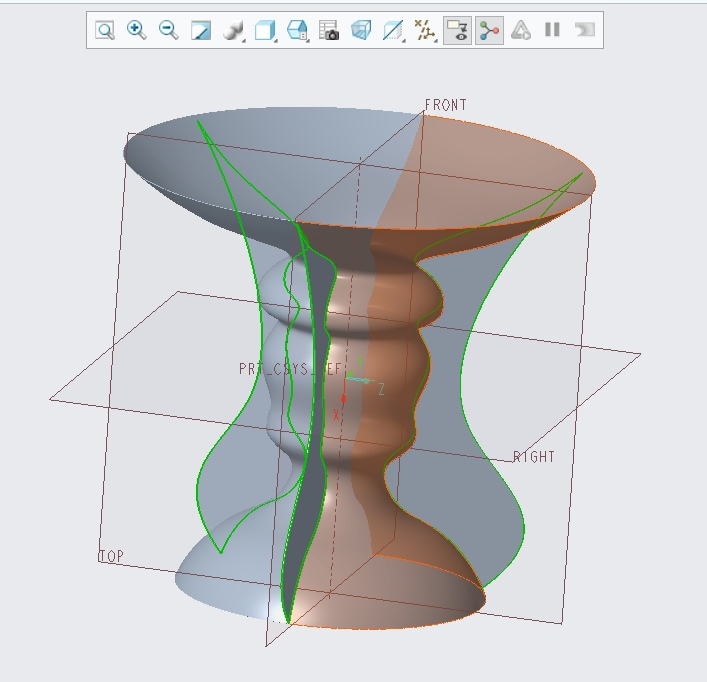 FRONT
PRT_CSYS_DEF
Z
X
RIGHT
TOP